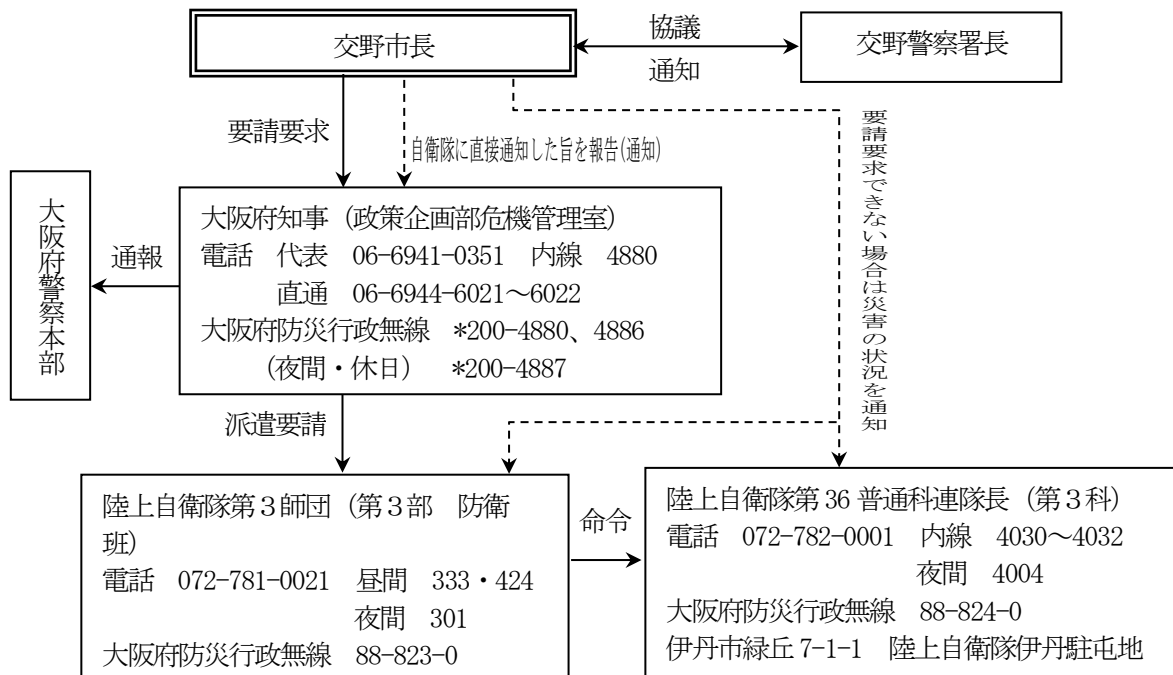 交野市長
協議
通知
交野警察署長
要請要求
自衛隊に直接通知した旨を報告(通知)
要請要求できない場合は災害の状況を通知
大阪府警察本部
通報
大阪府知事（政策企画部危機管理室）
電話　代表　06-6941-0351　内線　4880
直通　06-6944-6021～6022
大阪府防災行政無線　*200-4880、4886
（夜間・休日）　*200-4887
派遣要請
陸上自衛隊第３師団（第３部　防衛
班）
電話　072-781-0021　昼間　333・424
夜間　301
大阪府防災行政無線　88-823-0
命令
陸上自衛隊第 36 普通科連隊長（第３科）
電話　072-782-0001　内線　4030～4032
夜間　4004
大阪府防災行政無線　88-824-0
伊丹市緑丘 7-1-1　陸上自衛隊伊丹駐屯地